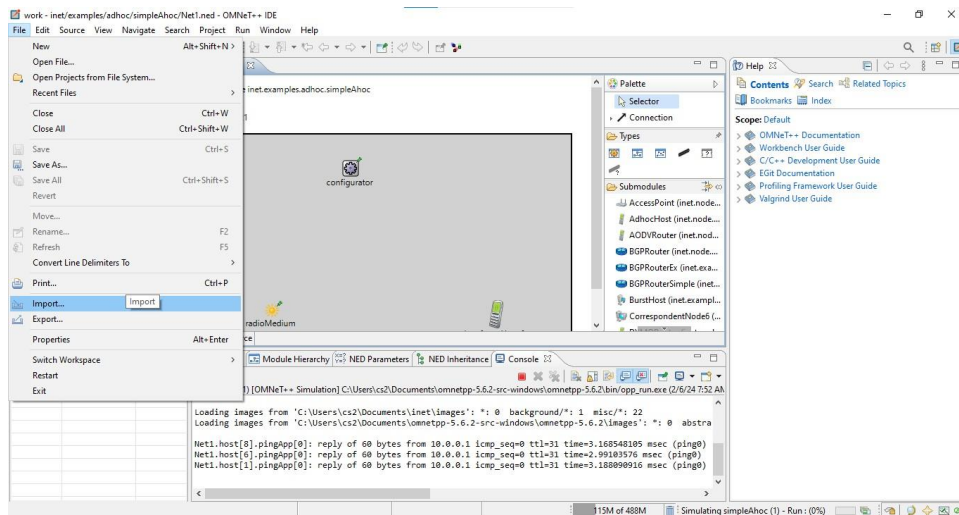 work - inet/examples/adhoc/simpleAhoc/Net1.ned - OMNeT++ IDE
File Edit Source View Navigate Search Project Run Window Help
New Alt+Shift+N >
Open File...
Open Projects from File System...
Recent Files >
Close Ctrl+W
Close All Ctrl+Shift+W
Save Ctrl+S
Save As...
Save All Ctrl+Shift+S
Revert
Move...
Rename... F2
Refresh F5
Convert Line Delimiters To >
Print... Ctrl+P
Import... Import
Export...
Properties Alt+Enter
Switch Workspace >
Restart
Exit
inet.examples.adhoc.simpleAhoc
configurator
radioMedium
Palette
Selector
Connection
Types
Submodules
AccessPoint (inet.node...
AdhocHost (inet.node...
AODVRouter (inet.nod...
BGPRouter (inet.node....
BGPRouterEx (inet.exa...
BGPRouterSimple (inet...
BurstHost (inet.exampl...
CorrespondentNode6 (...
Help
Contents Search Related Topics
Bookmarks Index
Scope: Default
OMNeT++ Documentation
Workbench User Guide
C/C++ Development User Guide
EGit Documentation
Profiling Framework User Guide
Valgrind User Guide
Module Hierarchy NED Parameters NED Inheritance Console
1) [OMNeT++ Simulation] C:\Users\cs2\Documents\omnetpp-5.6.2-src-windows\omnetpp-5.6.2\bin/opp_run.exe (2/6/24 7:52 AM
Loading images from 'C:\Users\cs2\Documents\inet\images': *: 0 background/*: 1 misc/*: 22
Loading images from 'C:\Users\cs2\Documents\omnetpp-5.6.2-src-windows\omnetpp-5.6.2\images': *: 0 abstra
Net1.host[8].pingApp[0]: reply of 60 bytes from 10.0.0.1 icmp_seq=0 ttl=31 time=3.168548105 msec (ping0)
Net1.host[6].pingApp[0]: reply of 60 bytes from 10.0.0.1 icmp_seq=0 ttl=31 time=2.99103576 msec (ping0)
Net1.host[1].pingApp[0]: reply of 60 bytes from 10.0.0.1 icmp_seq=0 ttl=31 time=3.188090916 msec (ping0)
115M of 488M Simulating simpleAhoc (1) - Run : (0%)